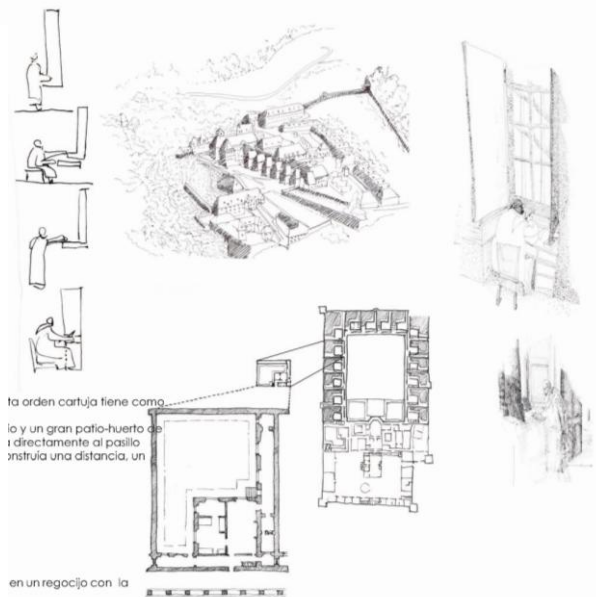 ta orden cartuja tiene como
io y un gran patio-huerto de
directamente al pasillo
onstruía una distancia, un
en un regocijo con la